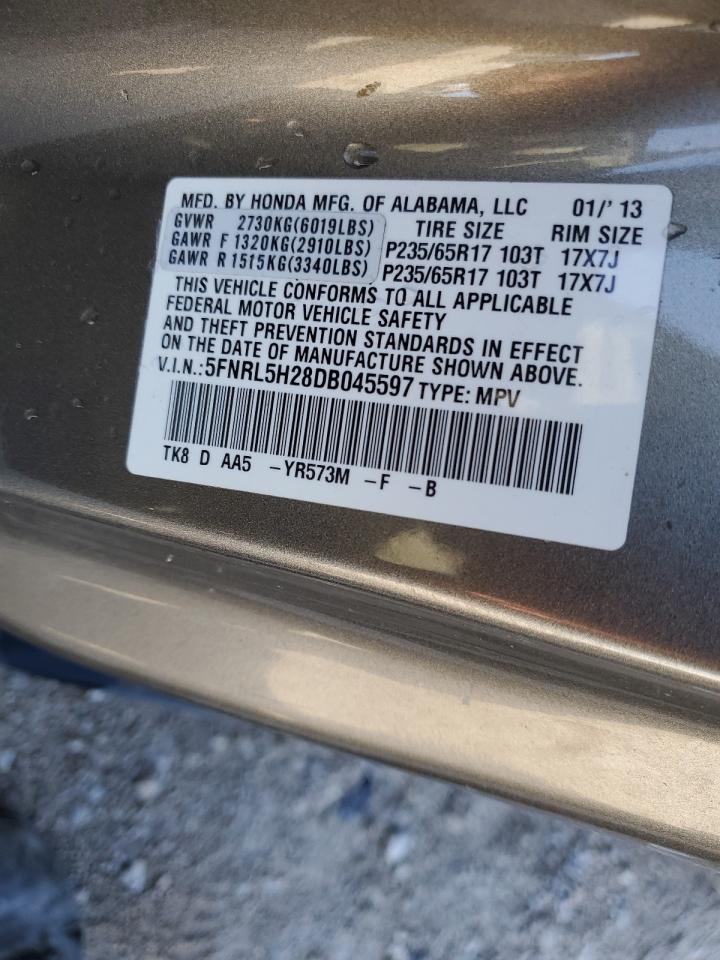 MFD. BY HONDA MFG. OF ALABAMA, LLC 01/' 13
GVWR 2730KG(6019LBS) TIRE SIZE RIM SIZE
GAWR F 1320KG(2910LBS) P235/65R17 103T 17X7J
GAWR R 1515KG(3340LBS) P235/65R17 103T 17X7J
THIS VEHICLE CONFORMS TO ALL APPLICABLE
FEDERAL MOTOR VEHICLE SAFETY
AND THEFT PREVENTION STANDARDS IN EFFECT
ON THE DATE OF MANUFACTURE SHOWN ABOVE.
V.I.N.:5FNRL5H28DB045597 TYPE: MPV
TK8 D AA5 -YR573M -F -B